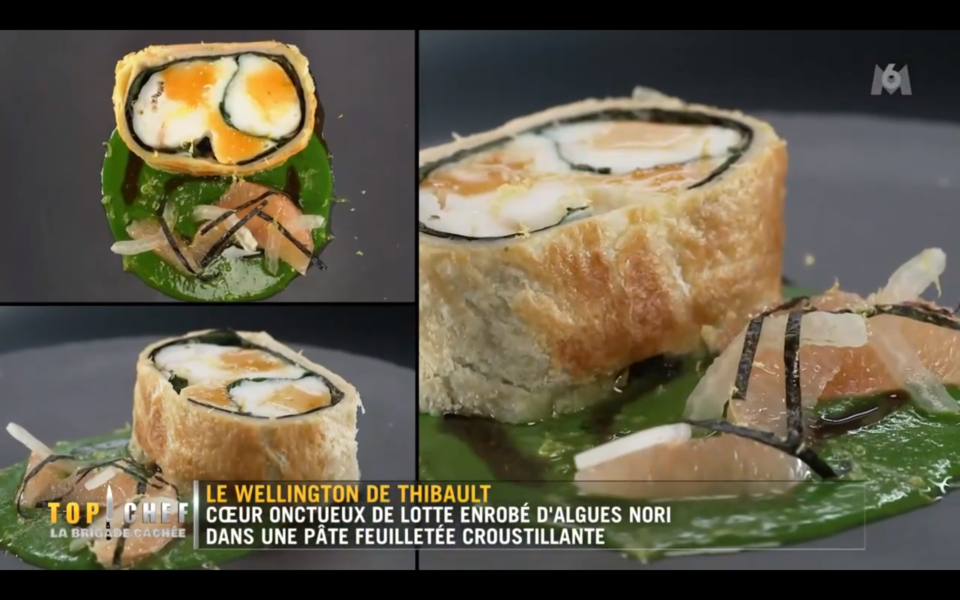 M6
LE WELLINGTON DE THIBAULT
CŒUR ONCTUEUX DE LOTTE ENROBÉ D'ALGUES NORI
DANS UNE PÂTE FEUILLETÉE CROUSTILLANTE
TOP CHEF
LA BRIGADE CACHÉE